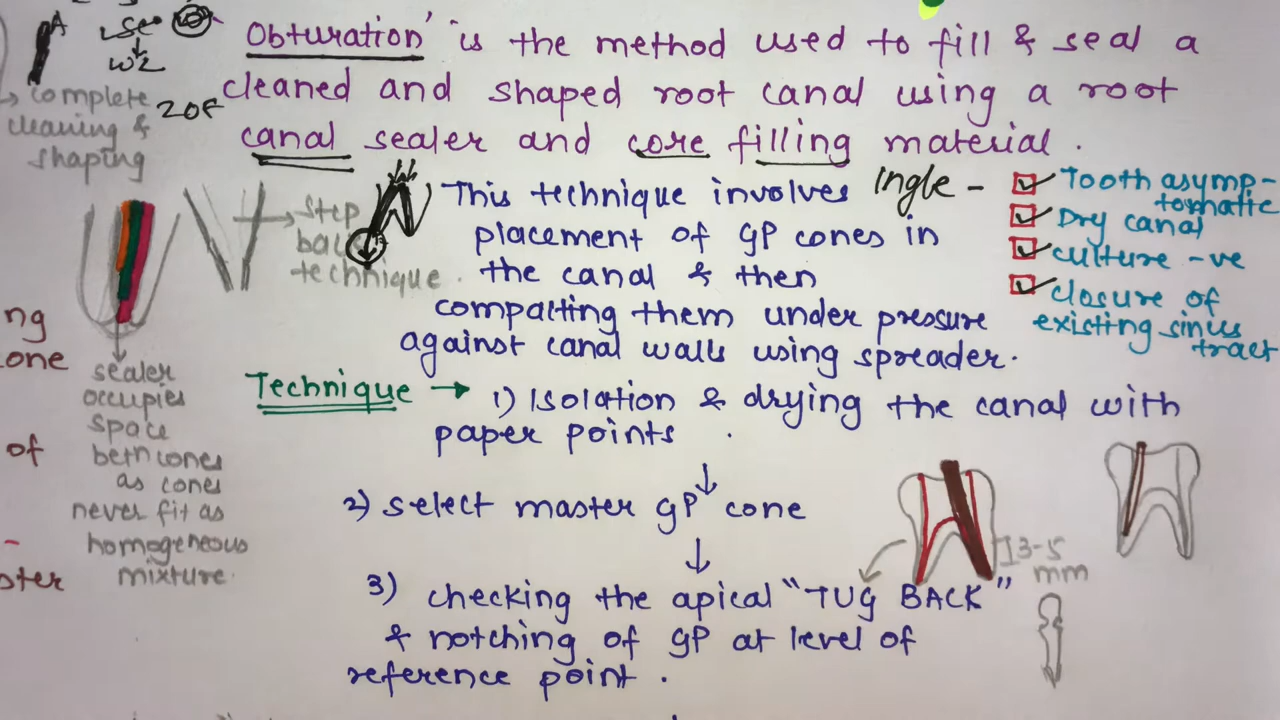 Obturation' is the method used to fill & seal a
cleaned and shaped root canal using a root
canal sealer and core filling material.
A
W2
→ complete
cleaning &
shaping
20F
step
back
technique.
This technique involves
placement of GP cones in
the canal & then
compacting them under pressure
against canal walls using spreader.
Ingle -
Tooth asymp-
tomatic
Dry canal
culture -ve
closure of
existing sinus
tract
ng
cone
of
sealer
occupies
space
betn cones
as cones
never fit as
homogeneous
mixture.
Technique → 1) Isolation & drying the canal with
paper points.
↓
2) select master GP cone
↓
3) checking the apical "TUG BACK"
& notching of GP at level of
reference point.
3-5
mm